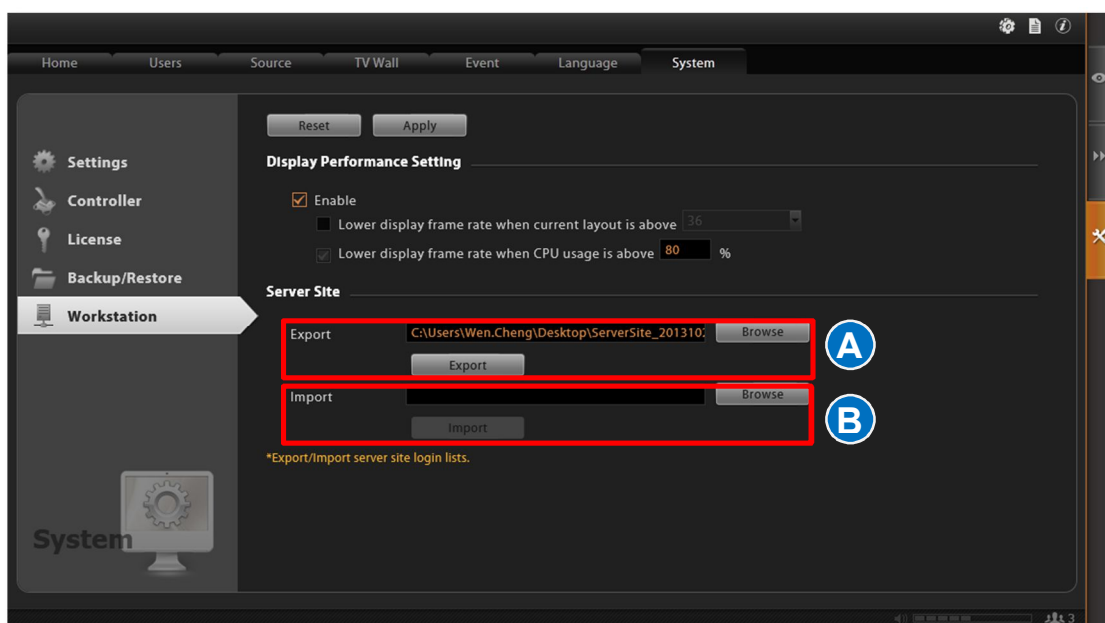 Home Users Source TV Wall Event Language System
Reset Apply
Display Performance Setting
Enable
Lower display frame rate when current layout is above 36
Lower display frame rate when CPU usage is above 80 %
Settings
Controller
License
Backup/Restore
Workstation
Server Site
Export C:\Users\Wen.Cheng\Desktop\ServerSite_2013102 Browse
Export
A
Import Browse
Import
B
*Export/Import server site login lists.
System
3